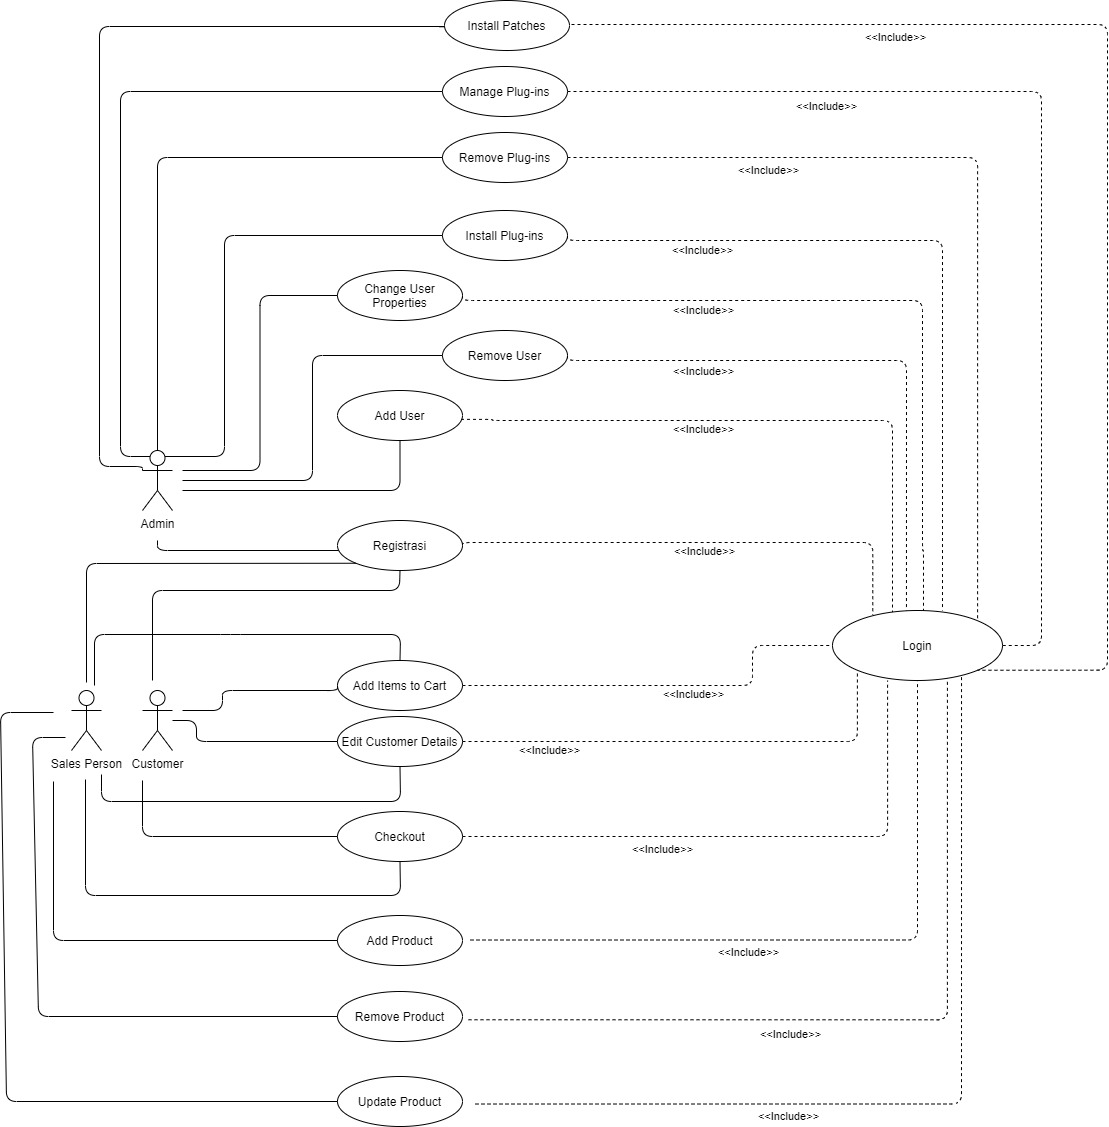 Install Patches
<<Include>>
Manage Plug-ins
<<Include>>
Remove Plug-ins
<<Include>>
Install Plug-ins
<<Include>>
Change User
Properties
<<Include>>
Remove User
<<Include>>
Add User
<<Include>>
Admin
Registrasi
<<Include>>
Login
Add Items to Cart
<<Include>>
Edit Customer Details
<<Include>>
Sales Person
Customer
Checkout
<<Include>>
Add Product
<<Include>>
Remove Product
<<Include>>
Update Product
<<Include>>